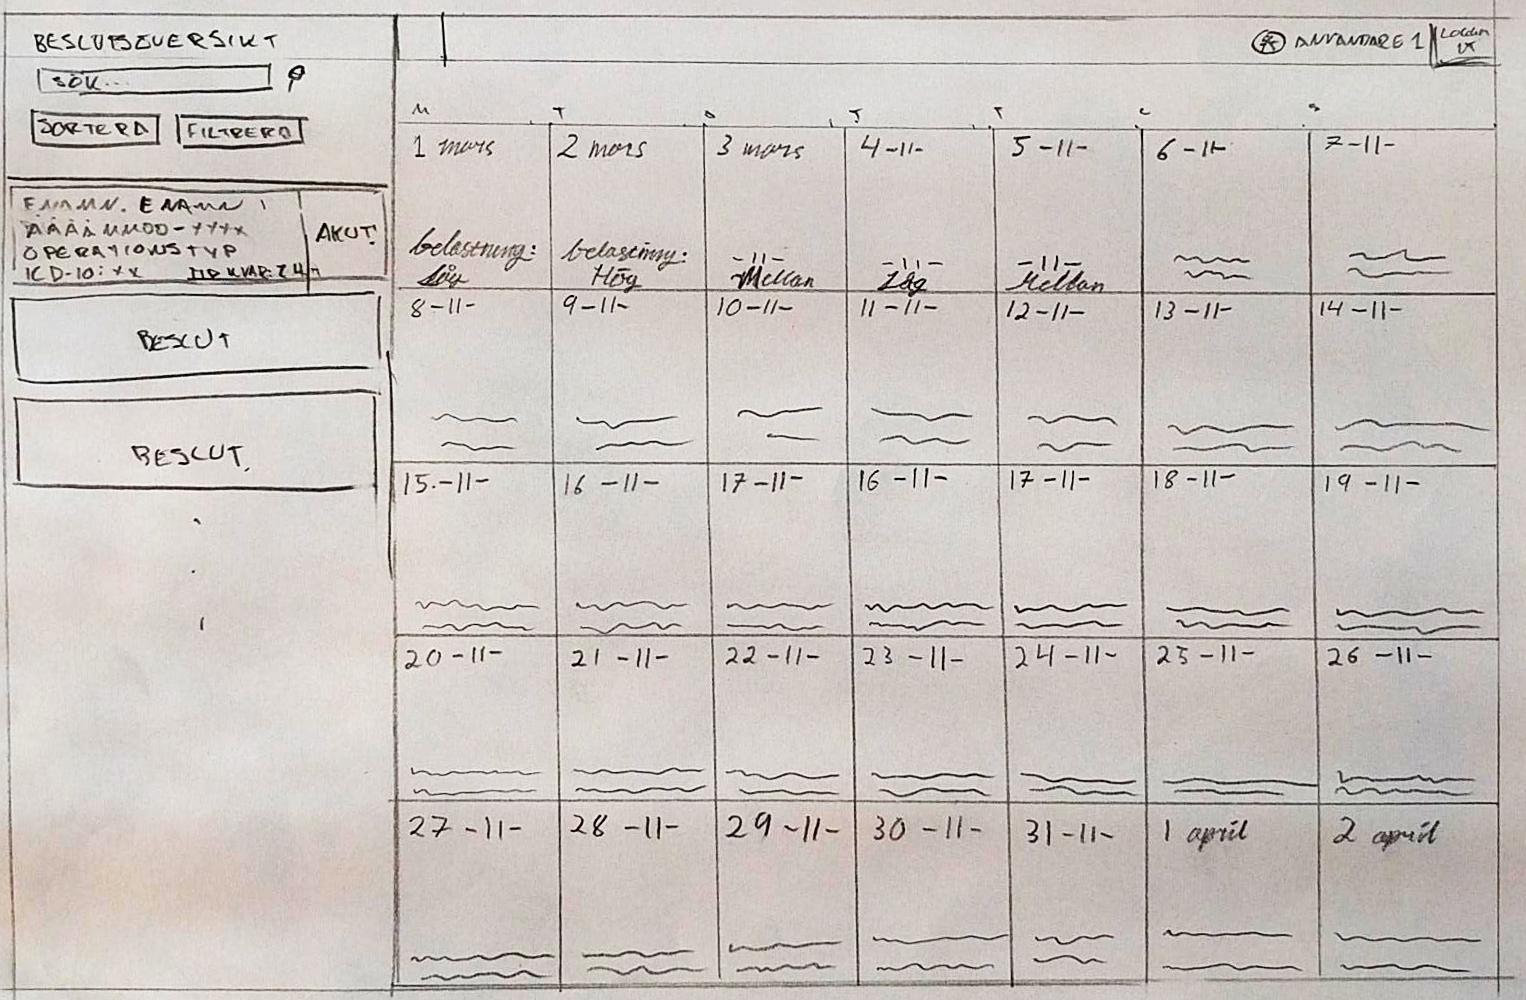 BESLUTSÖVERSIKT
SÖK...
SORTERA FILTRERA
ÅÅÅÅMMDD-XXXX
OPERATIONSTYP
AKUT!
ICD-10: XX TID KVAR: 24h
BESLUT
BESLUT
ANVÄNDARE 1
LOGGA
UT
M T O T F L S
1 mars 2 mars 3 mars 4 -11- 5 -11- 6 -11- 7 -11-
belastning: belastning: -11- -11- -11-
Låg Hög Mellan Låg Mellan
8 -11- 9 -11- 10 -11- 11 -11- 12 -11- 13 -11- 14 -11-
15 -11- 16 -11- 17 -11- 16 -11- 17 -11- 18 -11- 19 -11-
20 -11- 21 -11- 22 -11- 23 -11- 24 -11- 25 -11- 26 -11-
27 -11- 28 -11- 29 -11- 30 -11- 31 -11- 1 april 2 april